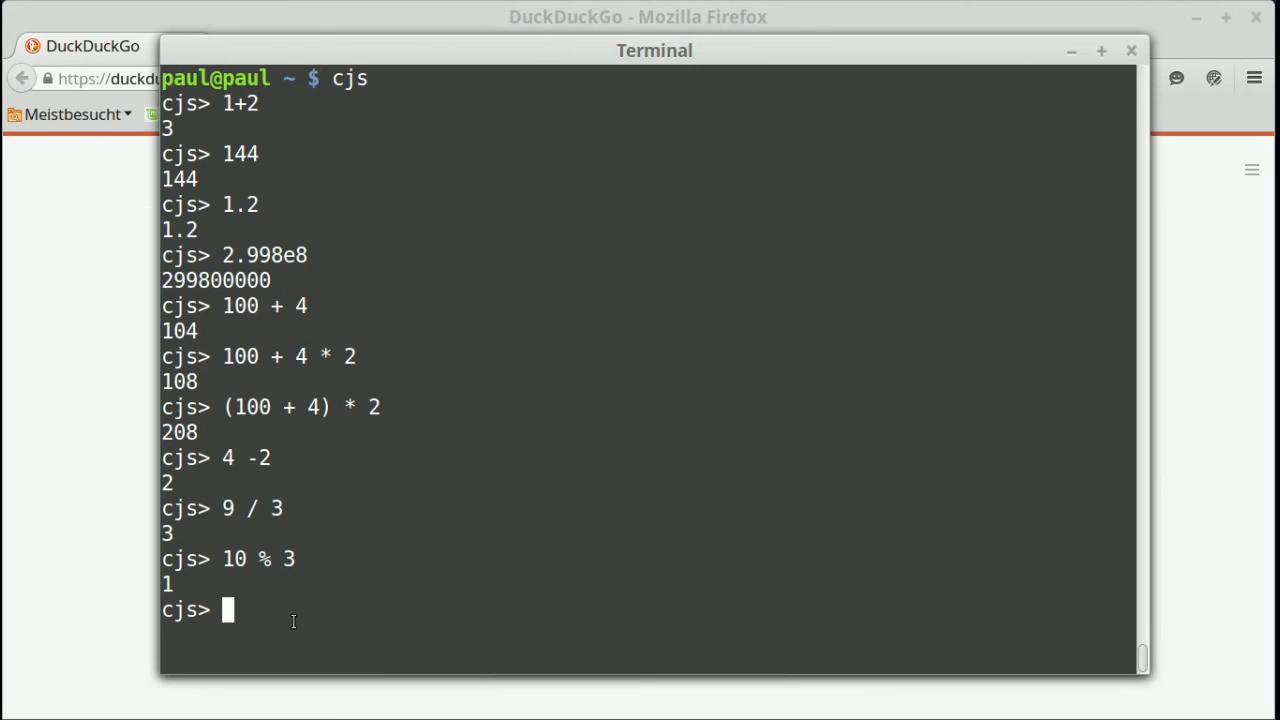 DuckDuckGo - Mozilla Firefox
DuckDuckGo
Terminal
https://duckdu
Meistbesucht
paul@paul ~ $ cjs
cjs> 1+2
3
cjs> 144
144
cjs> 1.2
1.2
cjs> 2.998e8
299800000
cjs> 100 + 4
104
cjs> 100 + 4 * 2
108
cjs> (100 + 4) * 2
208
cjs> 4 -2
2
cjs> 9 / 3
3
cjs> 10 % 3
1
cjs>